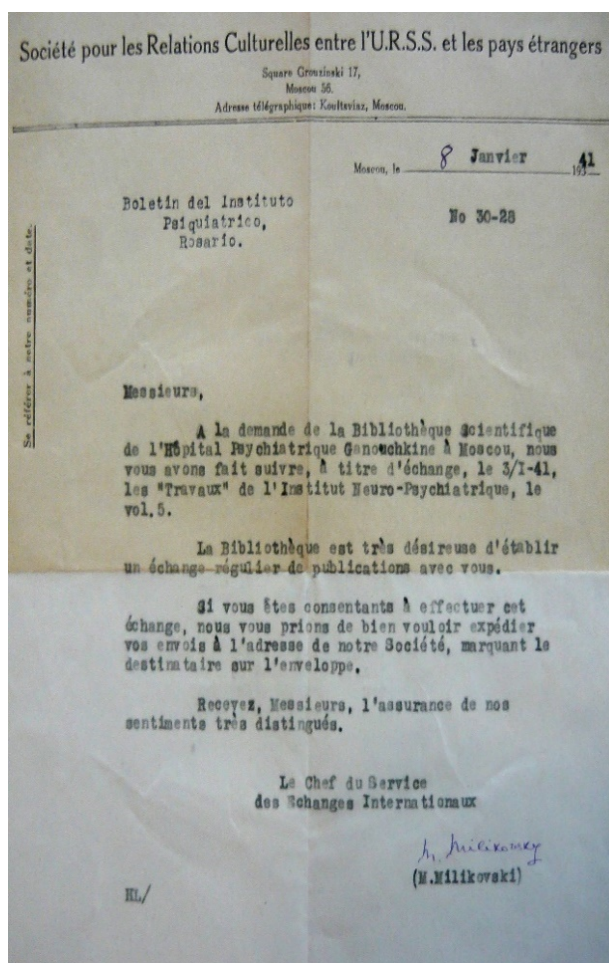 Société pour les Relations Culturelles entre l'U.R.S.S. et les pays étrangers
Square Grouzinski 17,
Moscou 56.
Adresse télégraphique: Koultsviaz, Moscou.
Moscou, le 8 Janvier 19341
Boletin del Instituto
Psiquiatrico,
Rosario.
No 30-28
Se référer à notre numéro et date.
Messieurs,
A la demande de la Bibliothèque Scientifique
de l'Hôpital Psychiatrique Ganouchkine à Moscou, nous
vous avons fait suivre, à titre d'échange, le 3/I-41,
les "Travaux" de l'Institut Neuro-Psychiatrique, le
vol.5.
La Bibliothèque est très désireuse d'établir
un échange régulier de publications avec vous.
Si vous êtes consentants à effectuer cet
échange, nous vous prions de bien vouloir expédier
vos envois à l'adresse de notre Société, marquant le
destinataire sur l'enveloppe.
Recevez, Messieurs, l'assurance de nos
sentiments très distingués.
Le Chef du Service
des Echanges Internationaux
M. Milikowsky
(M.Milikovski)
KL/